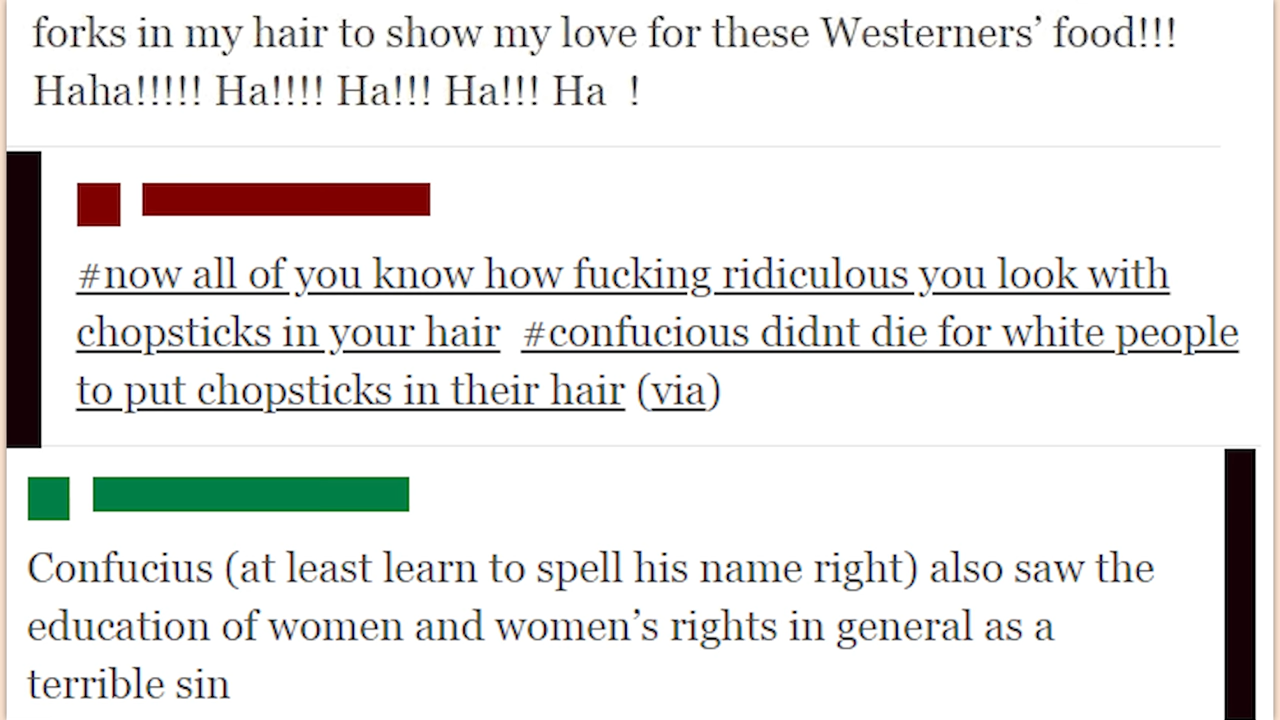 forks in my hair to show my love for these Westerners’ food!!!
Haha!!!!! Ha!!!! Ha!!! Ha!!! Ha  !
#now all of you know how fucking ridiculous you look with
chopsticks in your hair  #confucious didnt die for white people
to put chopsticks in their hair (via)
Confucius (at least learn to spell his name right) also saw the
education of women and women’s rights in general as a
terrible sin